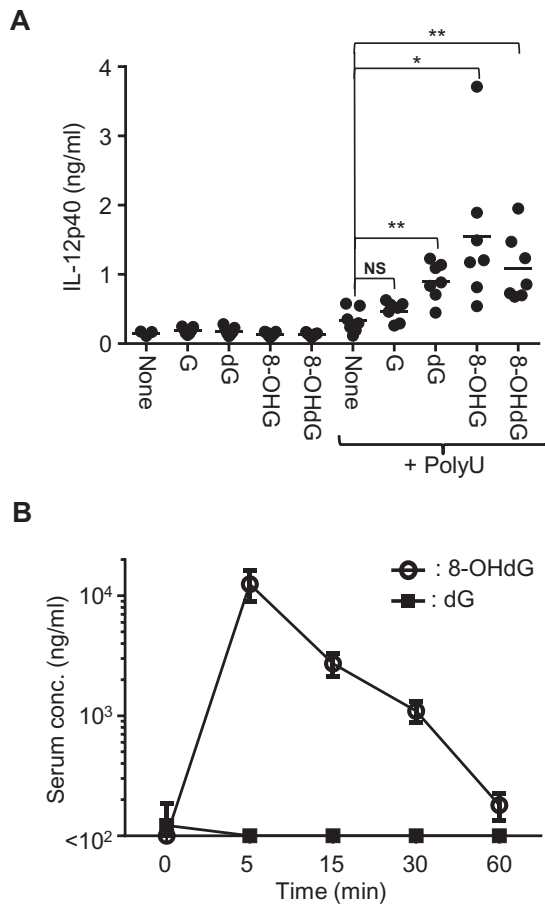 A
**
*
**
NS
IL-12p40 (ng/ml)
4
3
2
1
0
None
G
dG
8-OHG
8-OHdG
None
G
dG
8-OHG
8-OHdG
+ PolyU
B
: 8-OHdG
: dG
Serum conc. (ng/ml)
10⁴
10³
<10²
0 5 15 30 60
Time (min)